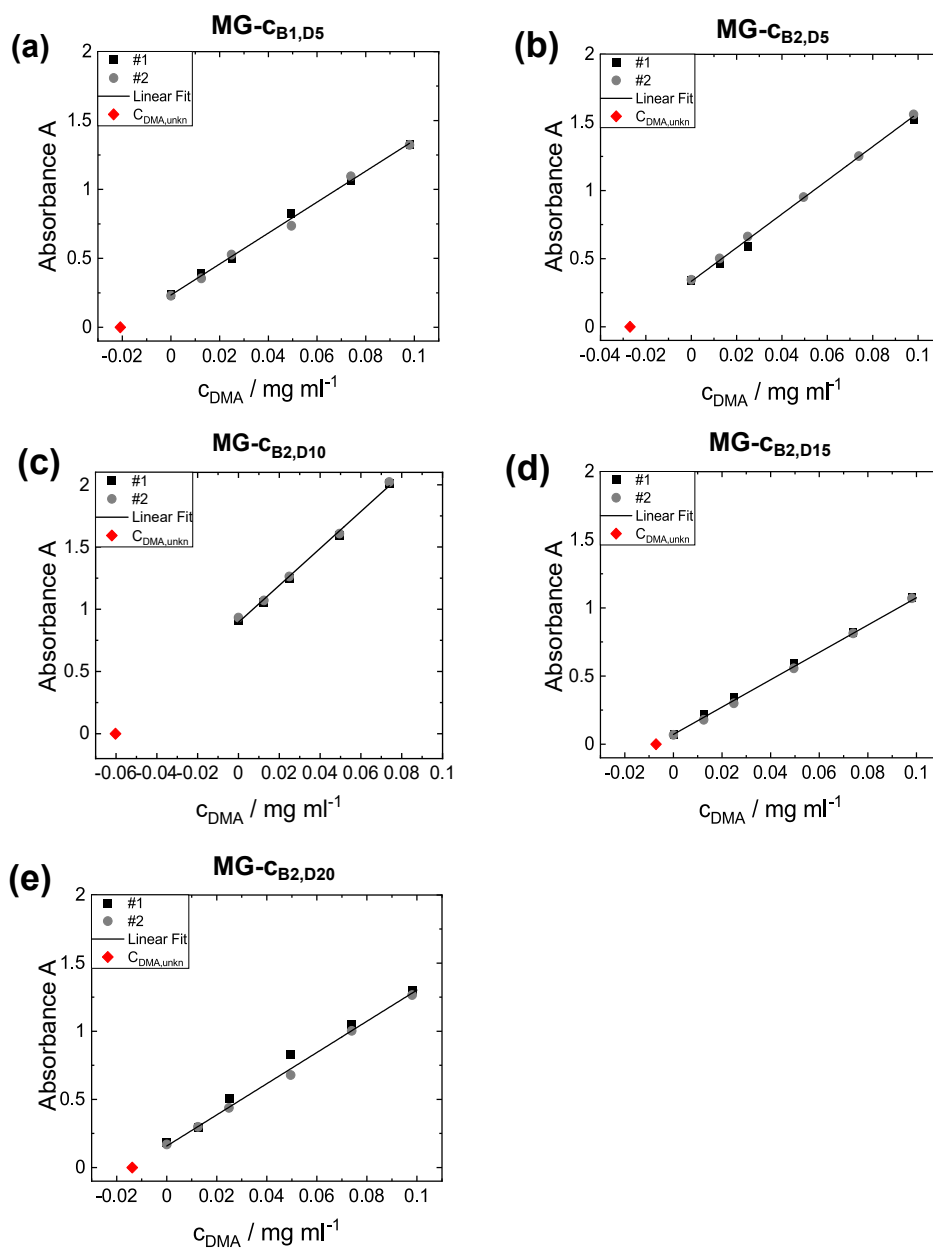 (a)
MG-cB1,D5
#1
#2
Linear Fit
CDMA,unkn
2
1.5
1
0.5
0
Absorbance A
-0.02 0 0.02 0.04 0.06 0.08 0.1
cDMA / mg ml-1
(b)
MG-cB2,D5
#1
#2
Linear Fit
CDMA,unkn
2
1.5
1
0.5
0
Absorbance A
-0.04 -0.02 0 0.02 0.04 0.06 0.08 0.1
cDMA / mg ml-1
(c)
MG-cB2,D10
#1
#2
Linear Fit
CDMA,unkn
2
1.5
1
0.5
0
Absorbance A
-0.06 -0.04 -0.02 0 0.02 0.04 0.06 0.08 0.1
cDMA / mg ml-1
(d)
MG-cB2,D15
#1
#2
Linear Fit
CDMA,unkn
2
1.5
1
0.5
0
Absorbance A
-0.02 0 0.02 0.04 0.06 0.08 0.1
cDMA / mg ml-1
(e)
MG-cB2,D20
#1
#2
Linear Fit
CDMA,unkn
2
1.5
1
0.5
0
Absorbance A
-0.02 0 0.02 0.04 0.06 0.08 0.1
cDMA / mg ml-1